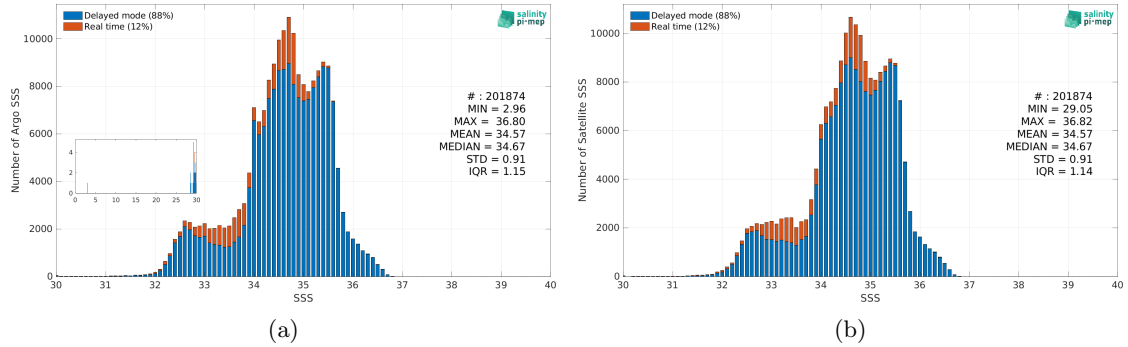 Delayed mode (88%)
Real time (12%)
salinity
pi-mep
10000
8000
6000
4000
2000
0
Number of Argo SSS
# : 201874
MIN = 2.96
MAX = 36.80
MEAN = 34.57
MEDIAN = 34.67
STD = 0.91
IQR = 1.15
4
2
0
0 5 10 15 20 25 30
30 31 32 33 34 35 36 37 38 39 40
SSS
(a)
Delayed mode (88%)
Real time (12%)
salinity
pi-mep
10000
8000
6000
4000
2000
0
Number of Satellite SSS
# : 201874
MIN = 29.05
MAX = 36.82
MEAN = 34.57
MEDIAN = 34.67
STD = 0.91
IQR = 1.14
30 31 32 33 34 35 36 37 38 39 40
SSS
(b)